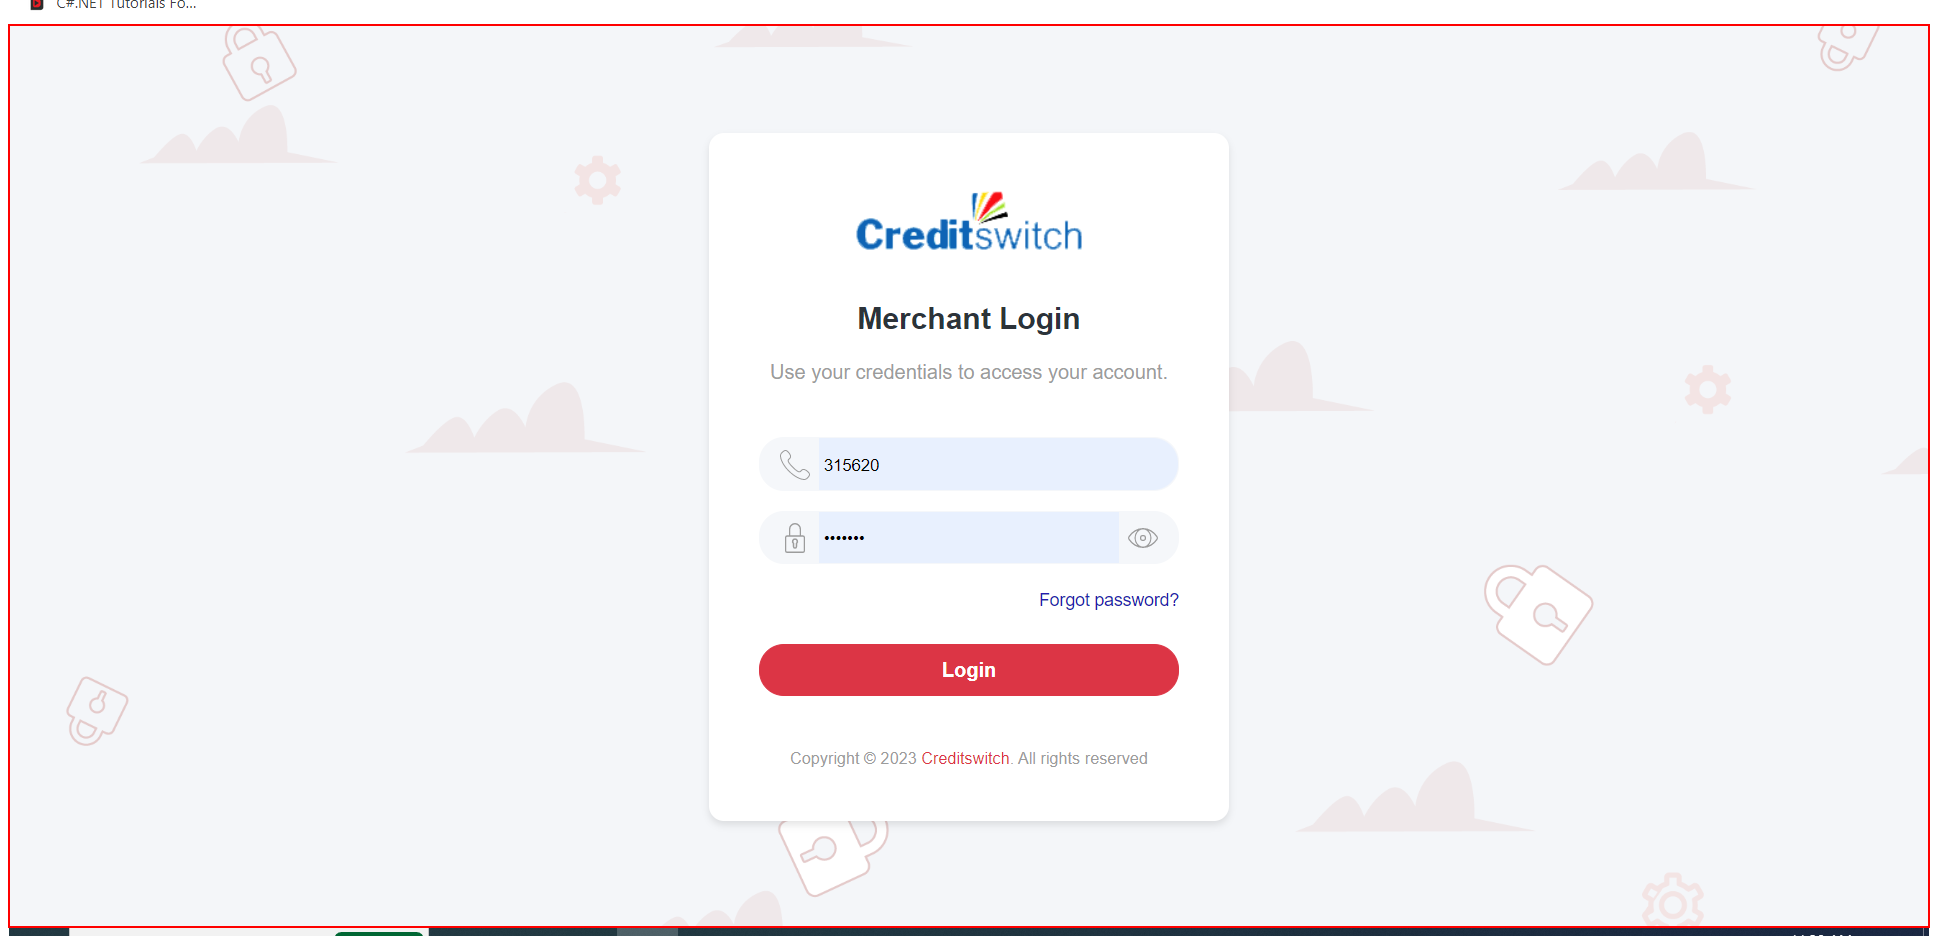 C#.NET Tutorials Fo...
Creditswitch
Merchant Login
Use your credentials to access your account.
315620
•••••••
Forgot password?
Login
Copyright © 2023 Creditswitch. All rights reserved